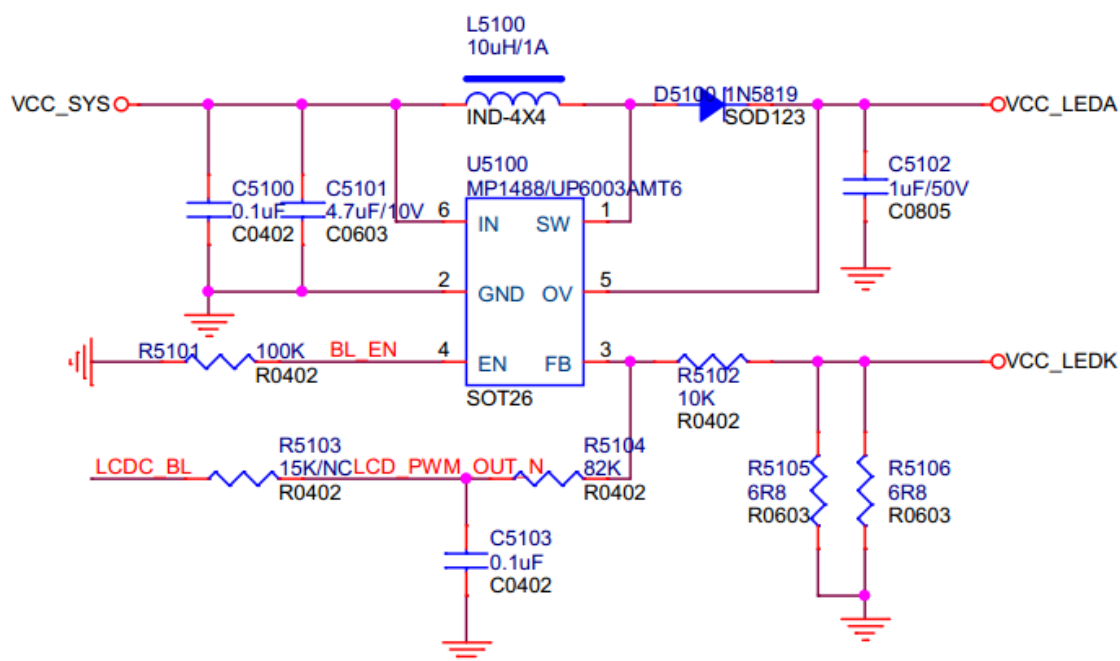 L5100
10uH/1A
VCC_SYS
IND-4X4
D5100
1N5819
SOD123
VCC_LEDA
C5100
0.1uF
C0402
C5101
4.7uF/10V
C0603
U5100
MP1488/UP6003AMT6
6
IN
SW
1
2
GND
OV
5
4
EN
FB
3
SOT26
C5102
1uF/50V
C0805
R5101
100K
R0402
BL_EN
R5102
10K
R0402
VCC_LEDK
LCDC_BL
R5103
15K/NC
R0402
LCD_PWM_OUT_N
R5104
82K
R0402
C5103
0.1uF
C0402
R5105
6R8
R0603
R5106
6R8
R0603